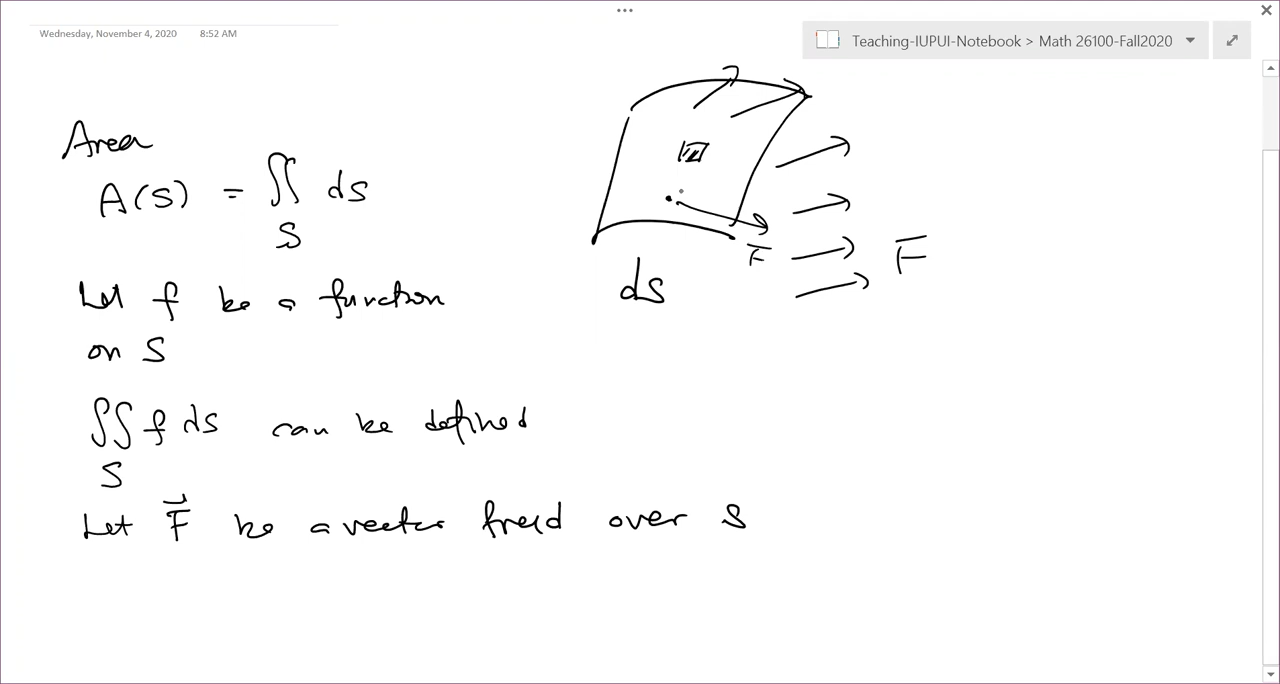 Wednesday, November 4, 2020 8:52 AM
Teaching-IUPUI-Notebook > Math 26100-Fall2020
Area
A(S) = ∬ ds
S
Let f be a function
on S
∬ f ds can be defined
S
Let F⃗ be a vector field over S
F
ds
F